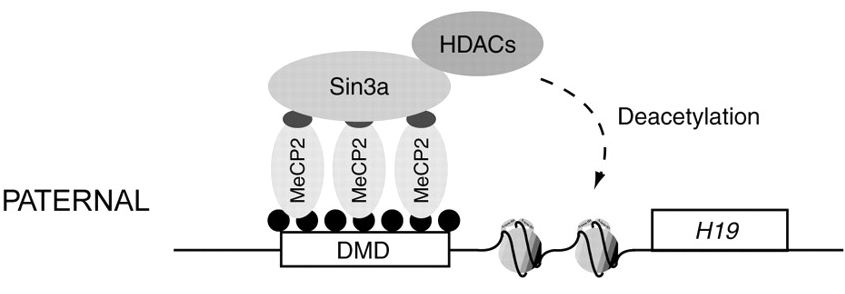 HDACs
Sin3a
Deacetylation
MeCP2
MeCP2
MeCP2
PATERNAL
DMD
H19